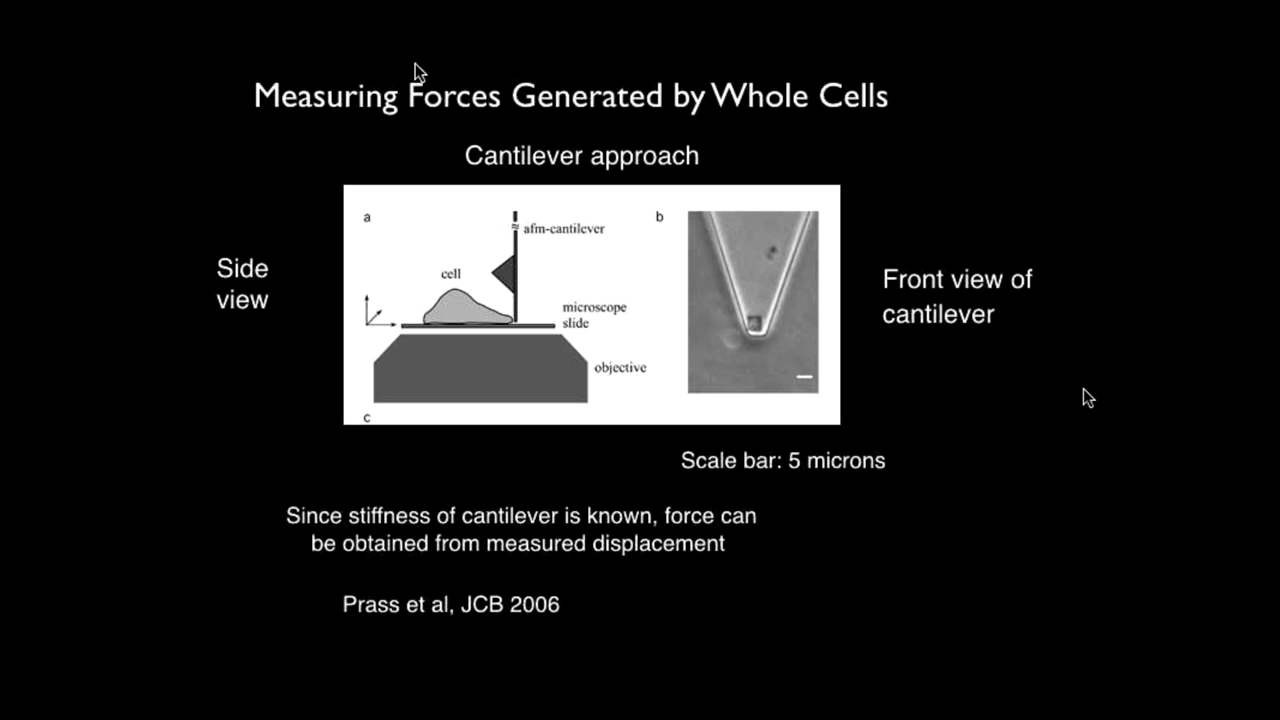 Measuring Forces Generated by Whole Cells
Cantilever approach
Side
view
a
afm-cantilever
cell
microscope
slide
objective
c
b
Front view of
cantilever
Scale bar: 5 microns
Since stiffness of cantilever is known, force can
be obtained from measured displacement
Prass et al, JCB 2006